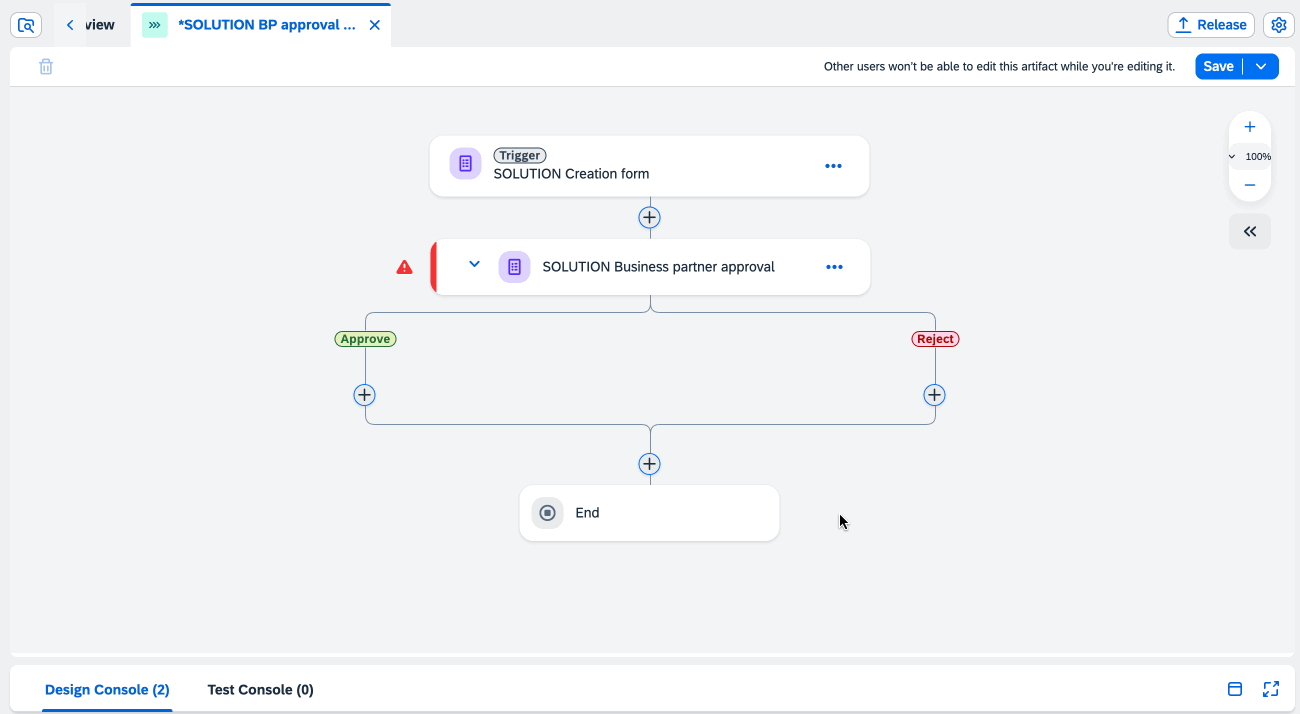 view
*SOLUTION BP approval ...
Release
Other users won't be able to edit this artifact while you're editing it.
Save
Trigger
SOLUTION Creation form
100%
SOLUTION Business partner approval
Approve
Reject
End
Design Console (2)
Test Console (0)